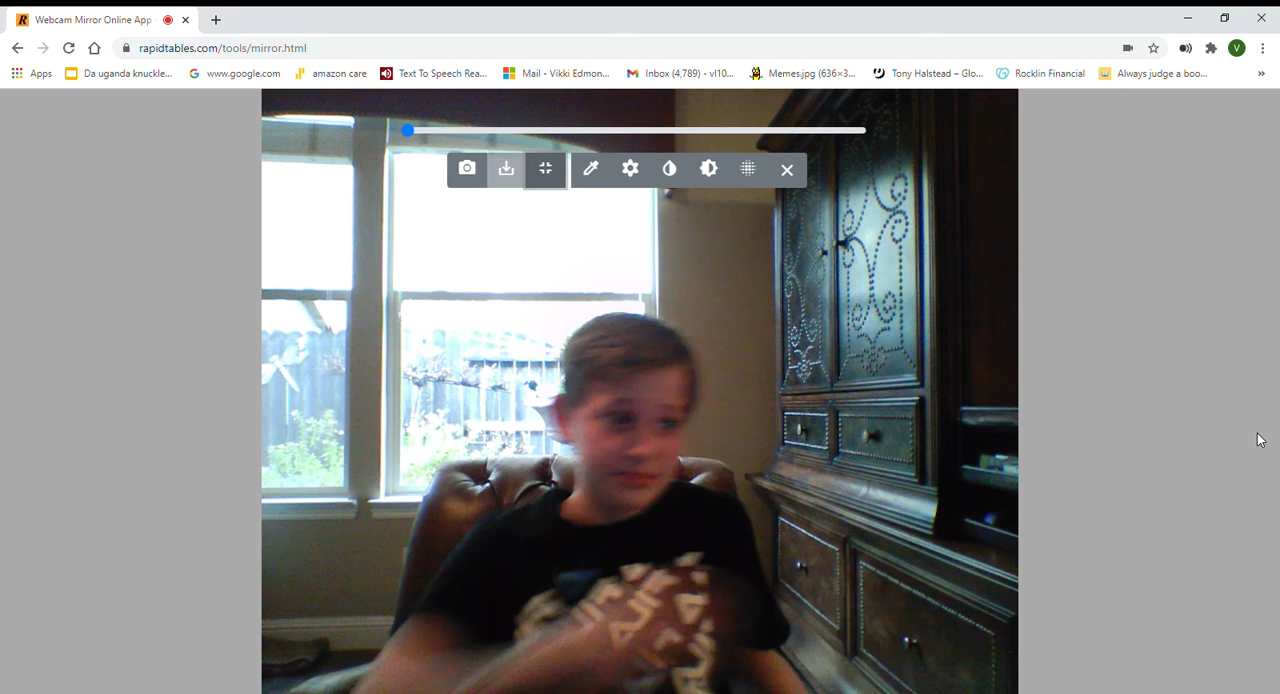 Webcam Mirror Online App
rapidtables.com/tools/mirror.html
V
Apps Da uganda knuckle... www.google.com amazon care Text To Speech Rea... Mail - Vikki Edmon... Inbox (4,789) - vl10... Memes.jpg (636×3... Tony Halstead – Glo... Rocklin Financial Always judge a boo... »